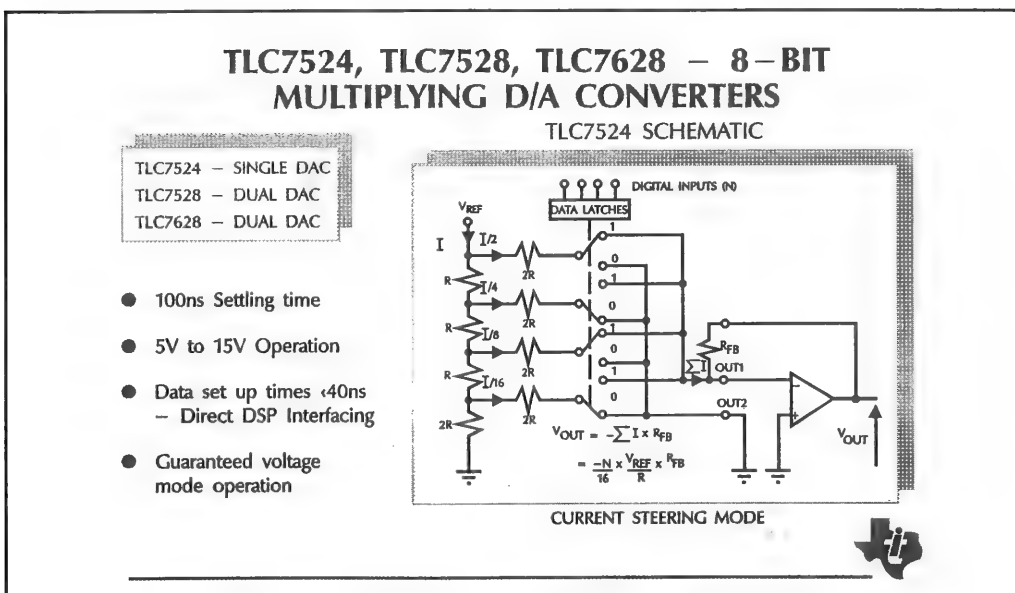 TLC7524, TLC7528, TLC7628 – 8–BIT
MULTIPLYING D/A CONVERTERS
TLC7524 SCHEMATIC
TLC7524 – SINGLE DAC
TLC7528 – DUAL DAC
TLC7628 – DUAL DAC
● 100ns Settling time
● 5V to 15V Operation
● Data set up times <40ns
– Direct DSP Interfacing
● Guaranteed voltage
mode operation
DIGITAL INPUTS (N)
DATA LATCHES
VREF
I
I/2
2R
1
0
R
I/4
2R
1
0
R
I/8
2R
1
0
R
I/16
2R
1
0
2R
RFB
∑I
OUT1
OUT2
−
+
VOUT
VOUT = −∑ I x RFB
= −N/16 x VREF/R x RFB
CURRENT STEERING MODE
i